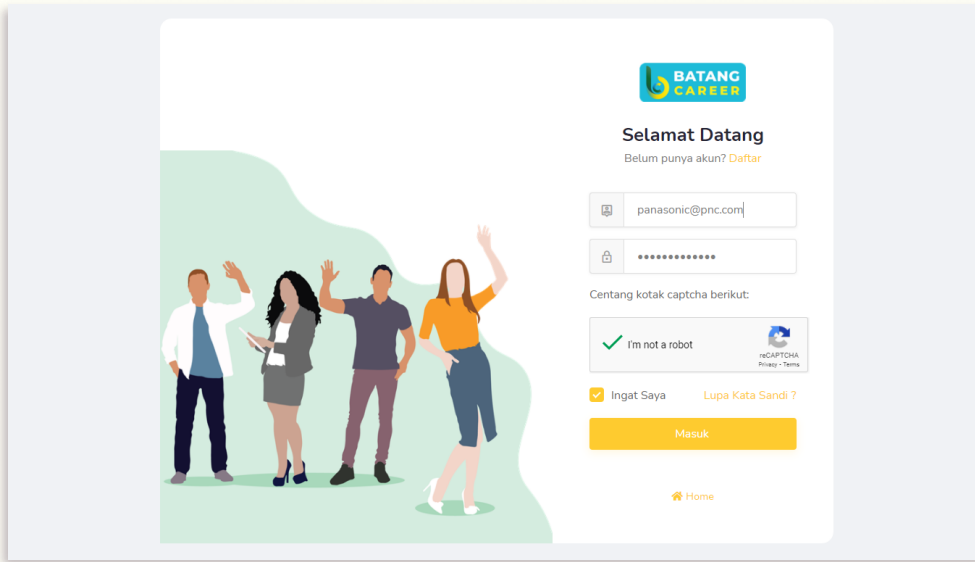 BATANG
CAREER
Selamat Datang
Belum punya akun? Daftar
panasonic@pnc.com
Centang kotak captcha berikut:
I'm not a robot
reCAPTCHA
Privacy - Terms
Ingat Saya Lupa Kata Sandi ?
Masuk
Home